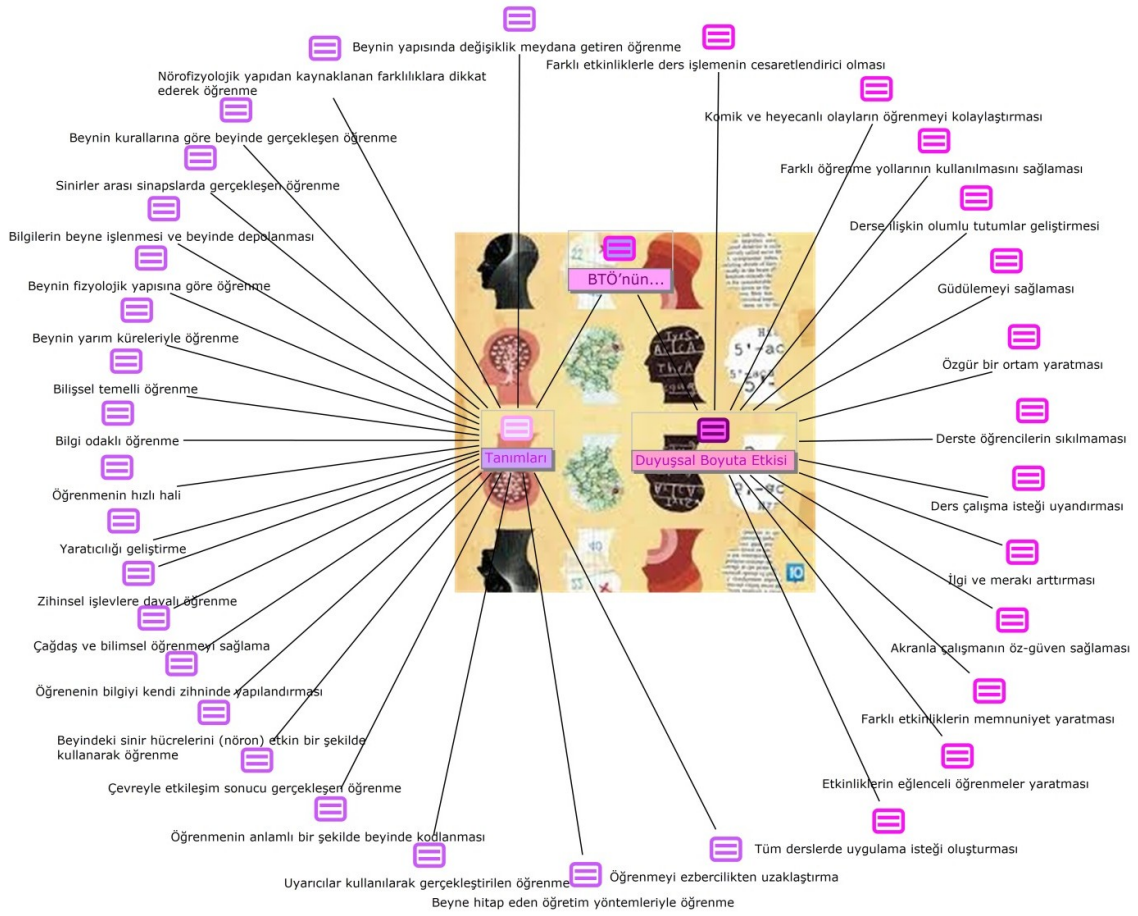 Beynin yapısında değişiklik meydana getiren öğrenme
Nörofizyolojik yapıdan kaynaklanan farklılıklara dikkat
ederek öğrenme
Beynin kurallarına göre beyinde gerçekleşen öğrenme
Sinirler arası sinapslarda gerçekleşen öğrenme
Bilgilerin beyne işlenmesi ve beyinde depolanması
Beynin fizyolojik yapısına göre öğrenme
Beynin yarım küreleriyle öğrenme
Bilişsel temelli öğrenme
Bilgi odaklı öğrenme
Öğrenmenin hızlı hali
Yaratıcılığı geliştirme
Zihinsel işlevlere dayalı öğrenme
Çağdaş ve bilimsel öğrenmeyi sağlama
Öğrenenin bilgiyi kendi zihninde yapılandırması
Beyindeki sinir hücrelerini (nöron) etkin bir şekilde
kullanarak öğrenme
Çevreyle etkileşim sonucu gerçekleşen öğrenme
Öğrenmenin anlamlı bir şekilde beyinde kodlanması
Uyarıcılar kullanılarak gerçekleştirilen öğrenme
Beyne hitap eden öğretim yöntemleriyle öğrenme
Öğrenmeyi ezbercilikten uzaklaştırma
BTÖ'nün...
Tanımları
Duyuşsal Boyuta Etkisi
Farklı etkinliklerle ders işlemenin cesaretlendirici olması
Komik ve heyecanlı olayların öğrenmeyi kolaylaştırması
Farklı öğrenme yollarının kullanılmasını sağlaması
Derse ilişkin olumlu tutumlar geliştirmesi
Güdülemeyi sağlaması
Özgür bir ortam yaratması
Derste öğrencilerin sıkılmaması
Ders çalışma isteği uyandırması
İlgi ve merakı arttırması
Akranla çalışmanın öz-güven sağlaması
Farklı etkinliklerin memnuniyet yaratması
Etkinliklerin eğlenceli öğrenmeler yaratması
Tüm derslerde uygulama isteği oluşturması
22
5'-ac
5'-aca
5'-
40
10